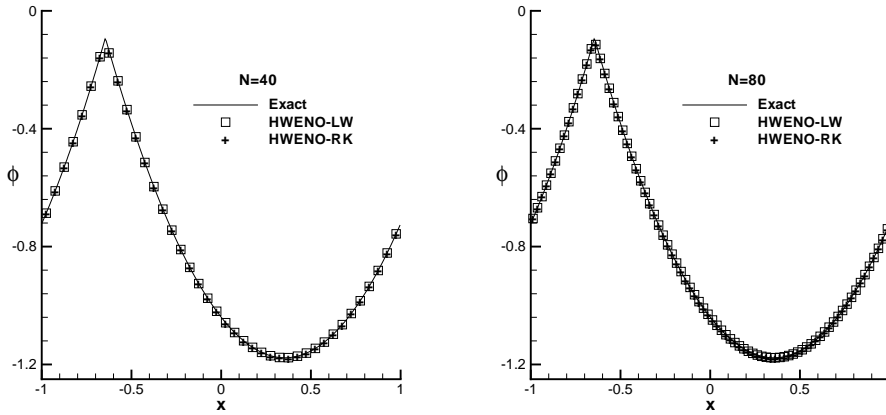 0
N=40
Exact
HWENO-LW
HWENO-RK
-0.4
ϕ
-0.8
-1.2
-1 -0.5 0 0.5 1
x
0
N=80
Exact
HWENO-LW
HWENO-RK
-0.4
ϕ
-0.8
-1.2
-1 -0.5 0 0.5
x